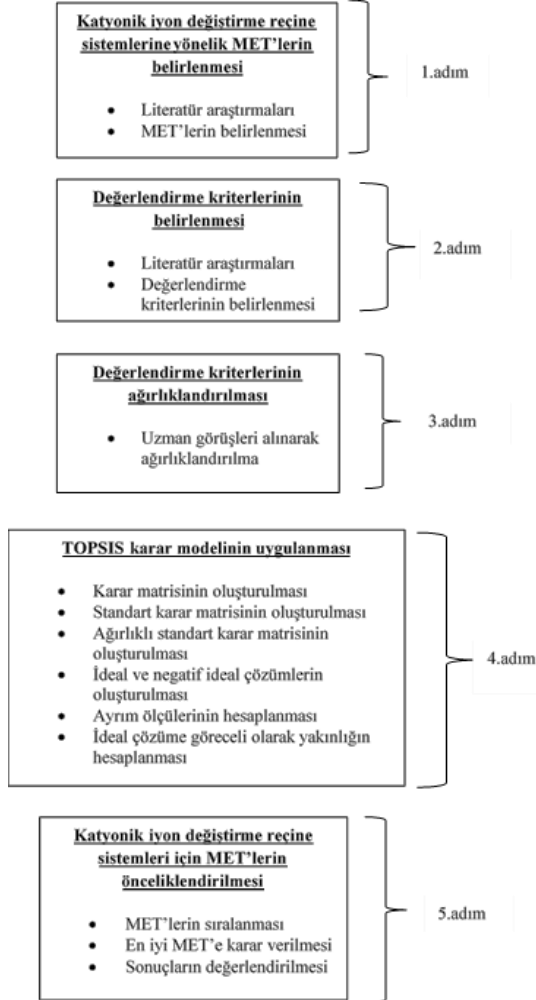 Katyonik iyon değiştirme reçine
sistemlerine yönelik MET’lerin
belirlenmesi
• Literatür araştırmaları
• MET’lerin belirlenmesi
1.adım
Değerlendirme kriterlerinin
belirlenmesi
• Literatür araştırmaları
• Değerlendirme
kriterlerinin belirlenmesi
2.adım
Değerlendirme kriterlerinin
ağırlıklandırılması
• Uzman görüşleri alınarak
ağırlıklandırılma
3.adım
TOPSIS karar modelinin uygulanması
• Karar matrisinin oluşturulması
• Standart karar matrisinin oluşturulması
• Ağırlıklı standart karar matrisinin
oluşturulması
• İdeal ve negatif ideal çözümlerin
oluşturulması
• Ayrım ölçülerinin hesaplanması
• İdeal çözüme göreceli olarak yakınlığın
hesaplanması
4.adım
Katyonik iyon değiştirme reçine
sistemleri için MET’lerin
önceliklendirilmesi
• MET’lerin sıralanması
• En iyi MET’e karar verilmesi
• Sonuçların değerlendirilmesi
5.adım